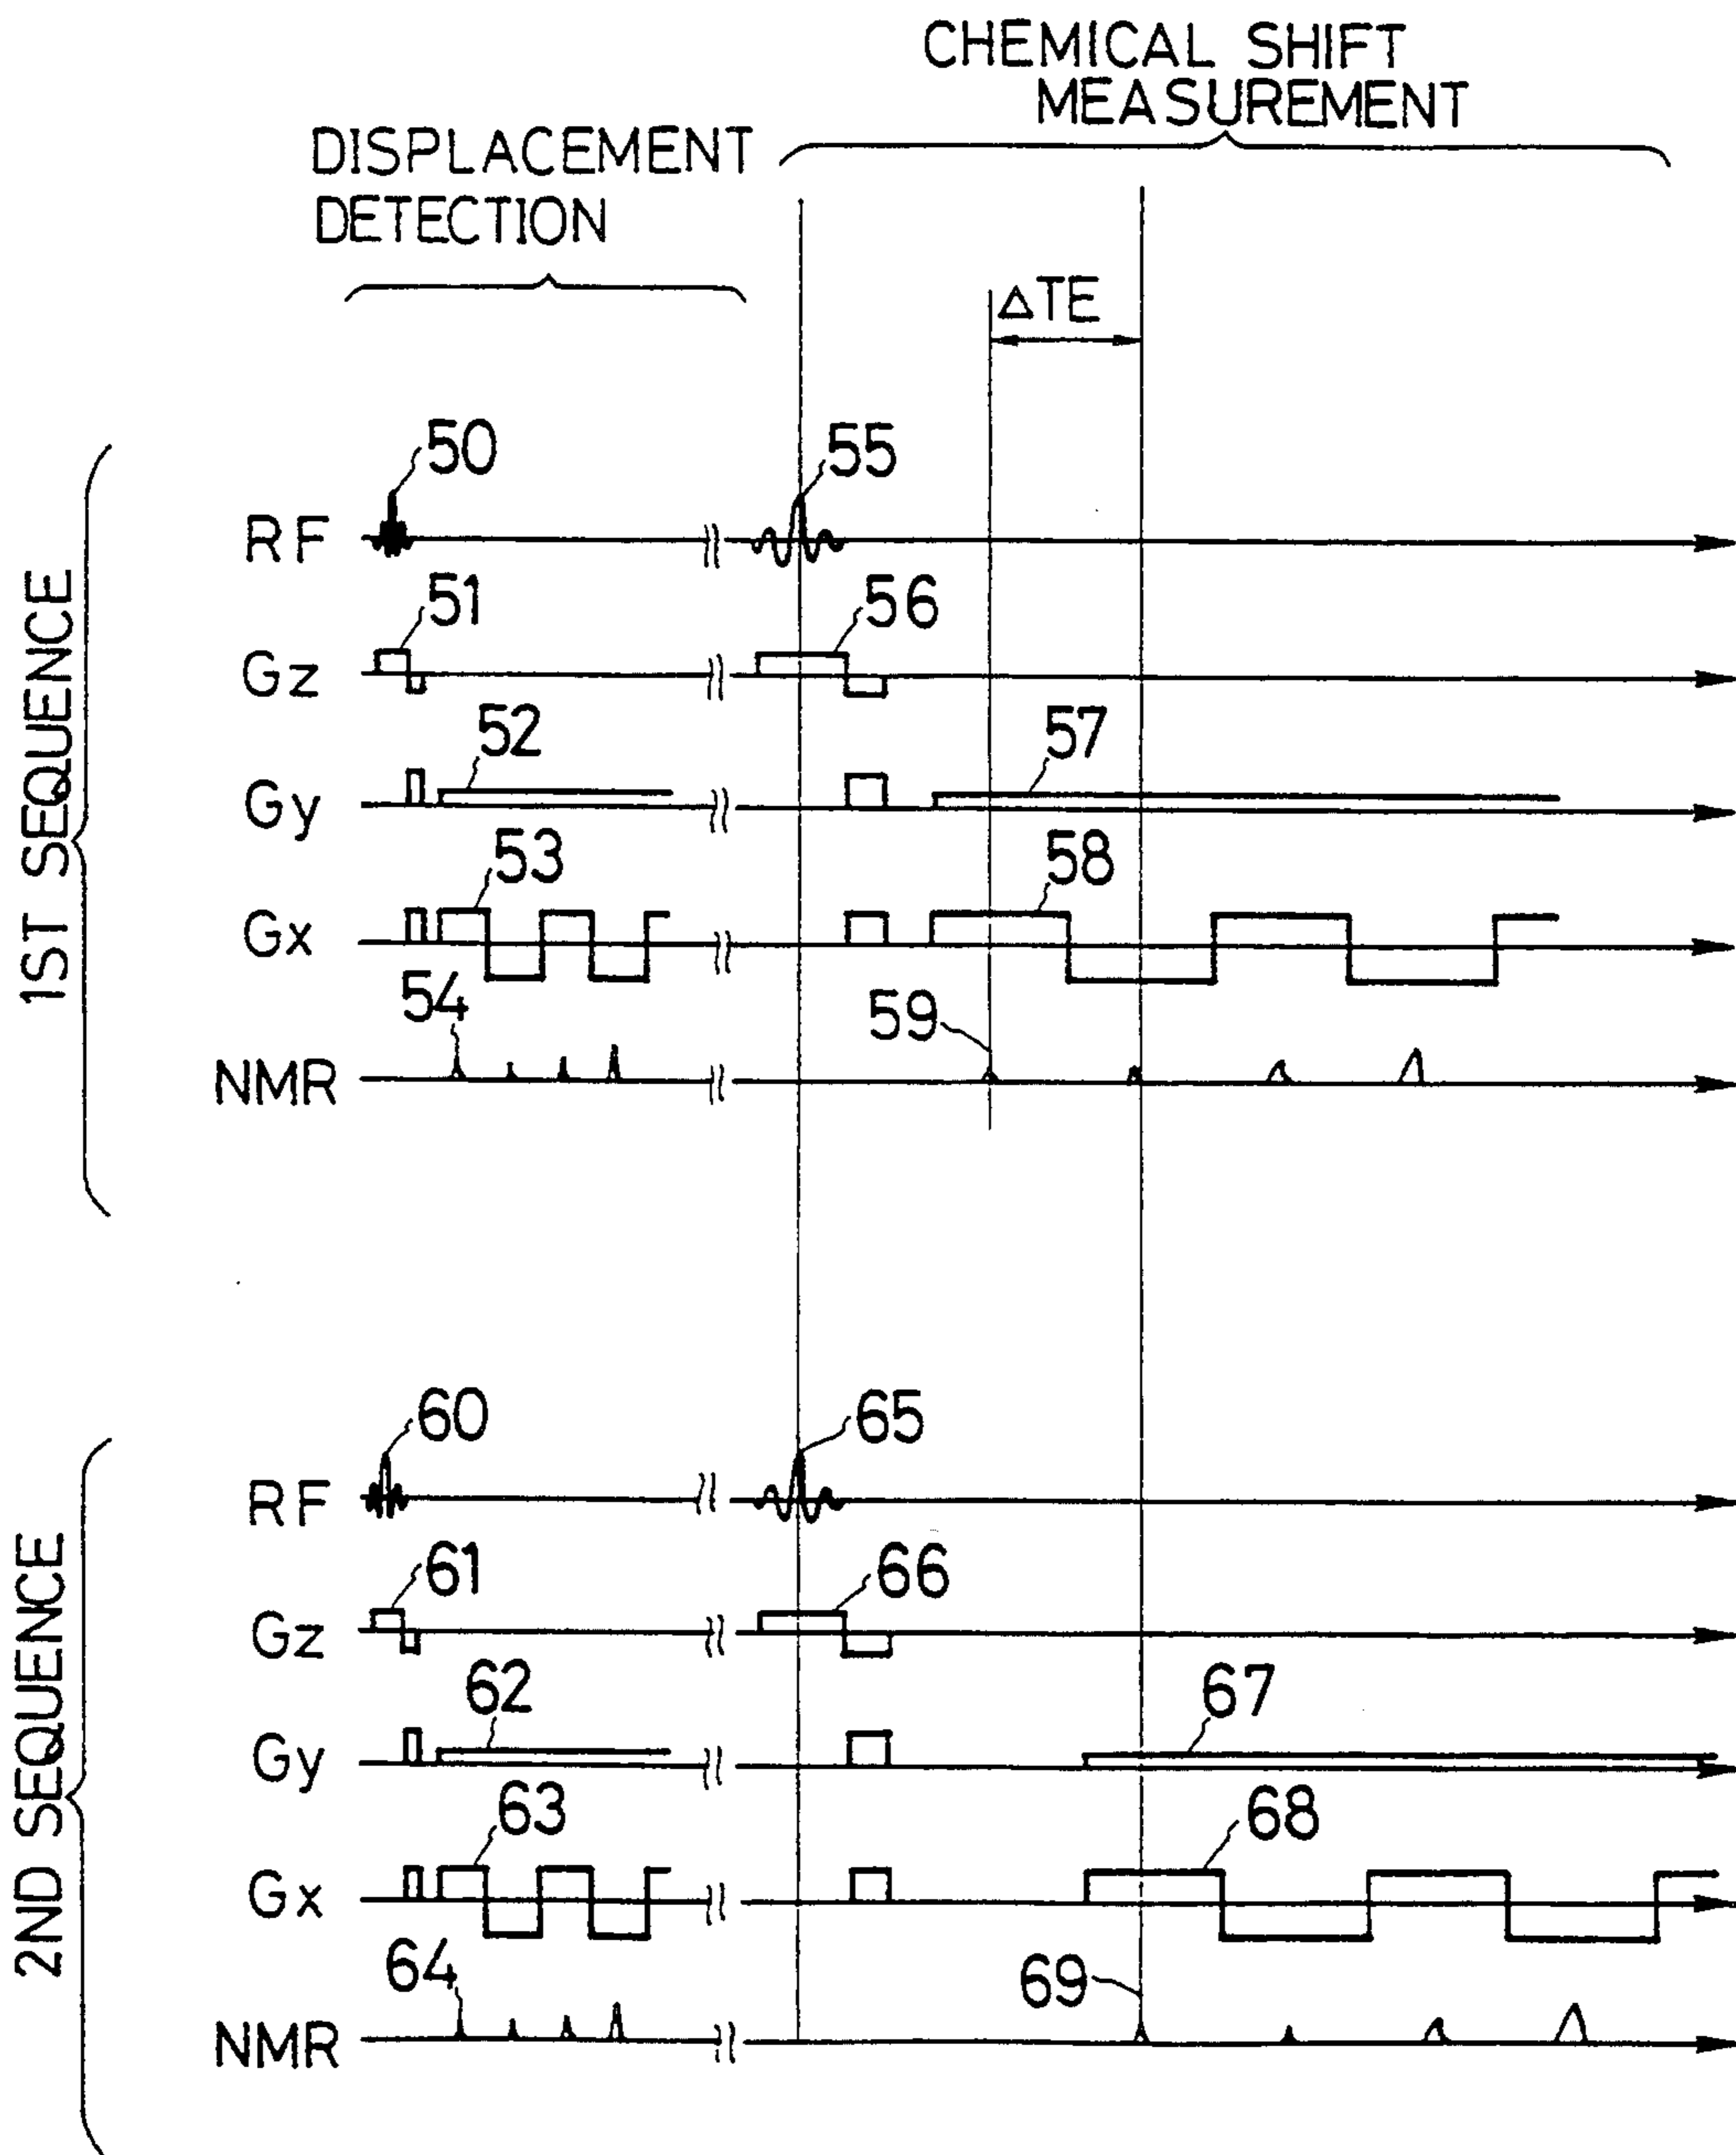 CHEMICAL SHIFT
MEASUREMENT
DISPLACEMENT
DETECTION
ΔTE
1ST SEQUENCE
50
55
RF
51
56
Gz
52
57
Gy
53
58
Gx
54
59
NMR
2ND SEQUENCE
60
65
RF
61
66
Gz
62
67
Gy
63
68
Gx
64
69
NMR